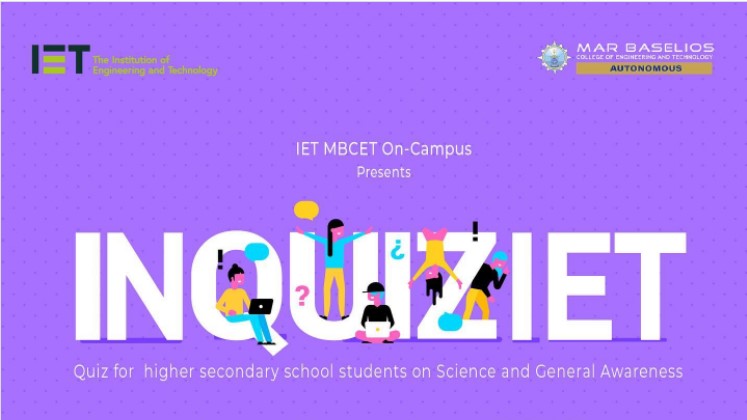 IET The Institution of
Engineering and Technology
MAR BASELIOS
COLLEGE OF ENGINEERING AND TECHNOLOGY
AUTONOMOUS
IET MBCET On-Campus
Presents
INQUIZIET
Quiz for higher secondary school students on Science and General Awareness